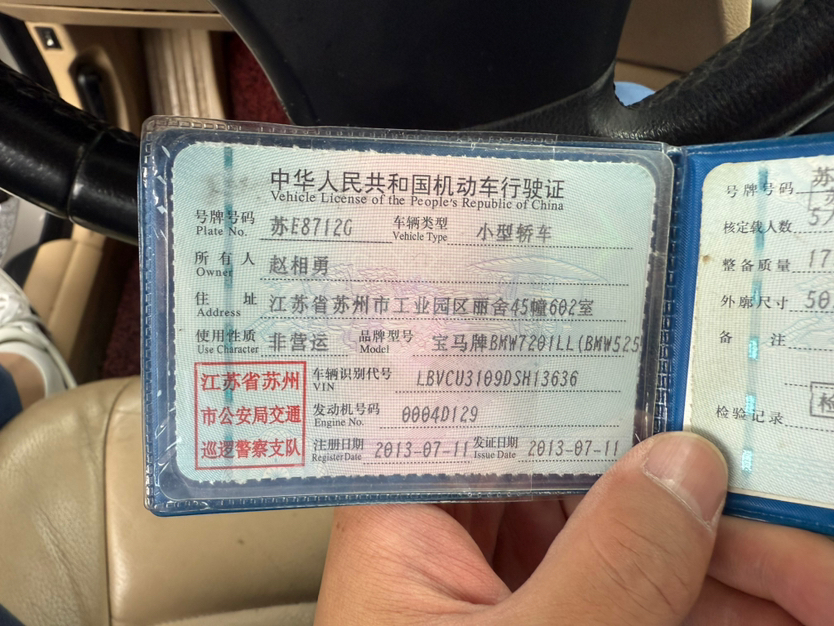 中华人民共和国机动车行驶证
Vehicle License of the People's Republic of China
号牌号码 苏E8712G 车辆类型 小型轿车
Plate No. Vehicle Type
所有人 赵相勇
Owner
住址 江苏省苏州市工业园区丽舍45幢602室
Address
使用性质 非营运 品牌型号 宝马牌BMW7201LL(BMW525
Use Character Model
江苏省苏州
市公安局交通
巡逻警察支队
车辆识别代号 LBVCU3109DSH13636
VIN
发动机号码 0004D129
Engine No.
注册日期 2013-07-11 发证日期 2013-07-11
Register Date Issue Date
号牌号码 苏
核定载人数 5/
整备质量 17
外廓尺寸 50
备注
检验记录 检